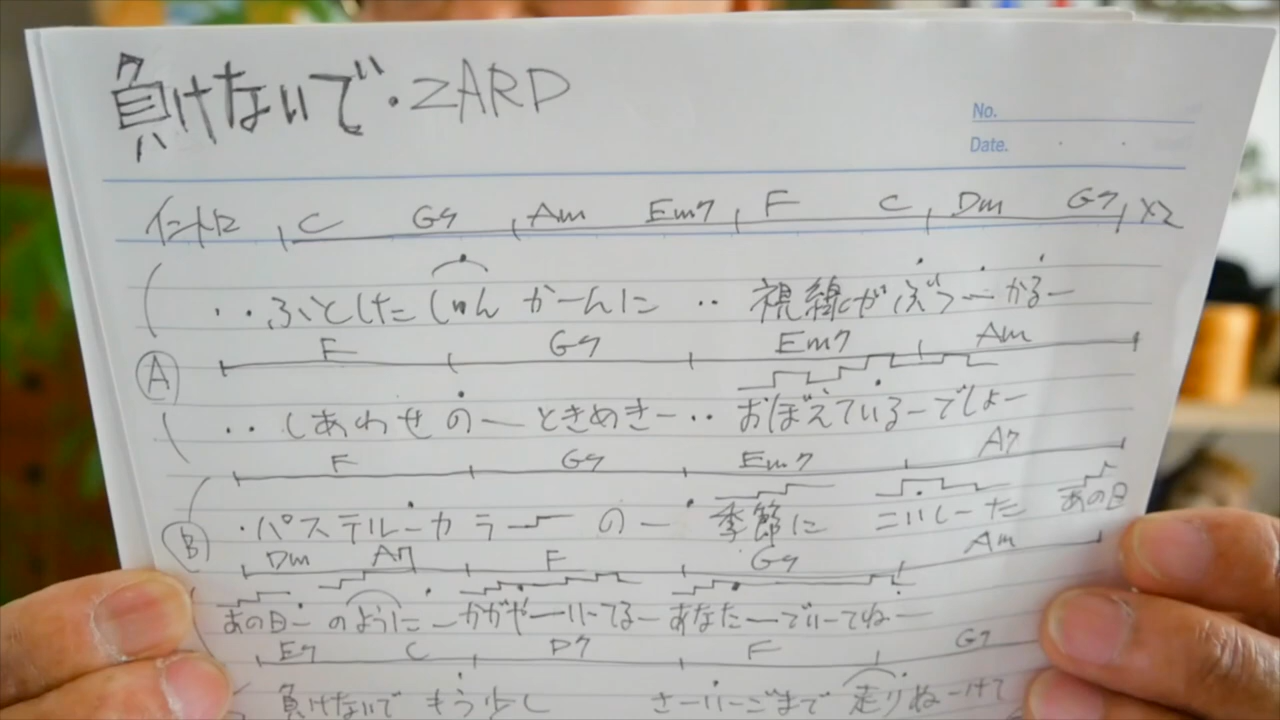 負けないで・ZARD
No.
Date.
イントロ C G7 Am Em7 F C Dm G7 ×2
・・ふとした しゅん かーんに ・・視線がぶつーかるー
F G7 Em7 Am
A
・・しあわせのーときめきー・・おぼえているーでしょー
F G7 Em7 A7
B
・パステルーカラーのー季節に こいしーた あの日
Dm A7 F G7 Am
あの日ーのようにーかがやーいーてるーあなたーでいーてねー
E7 C D7 F G7
負けないで もう少し さーいーごまで 走りぬーけて